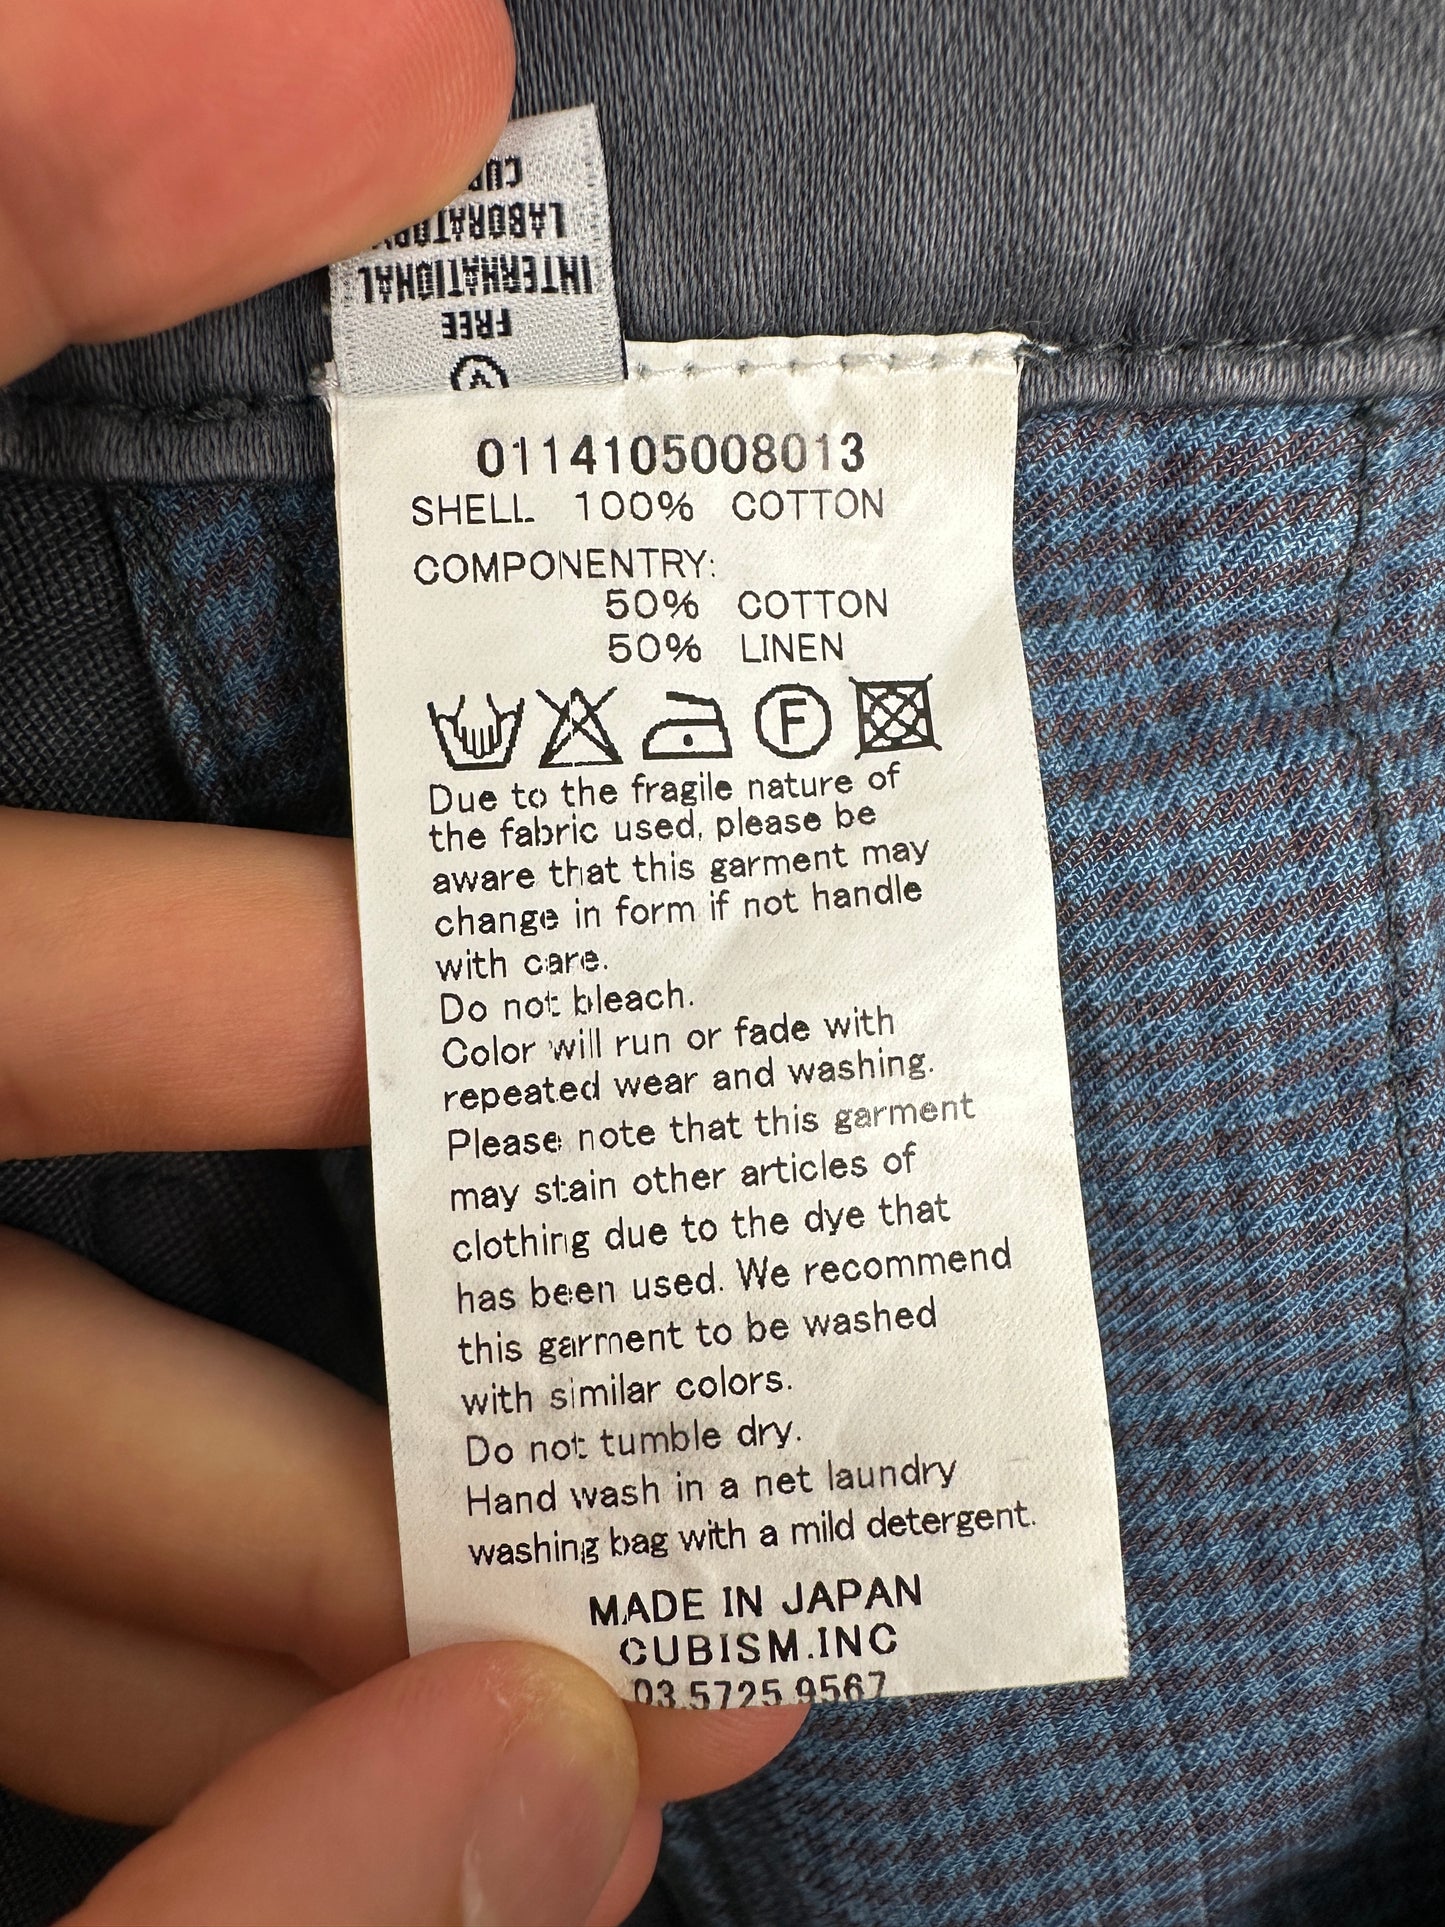 LABORATORY
INTERNATIONAL
FREE
0114105008013
SHELL 100% COTTON
COMPONENTRY:
50% COTTON
50% LINEN
F
Due to the fragile nature of
the fabric used, please be
aware that this garment may
change in form if not handle
with care.
Do not bleach.
Color will run or fade with
repeated wear and washing.
Please note that this garment
may stain other articles of
clothing due to the dye that
has been used. We recommend
this garment to be washed
with similar colors.
Do not tumble dry.
Hand wash in a net laundry
washing bag with a mild detergent.
MADE IN JAPAN
CUBISM.INC
03.5725.9567